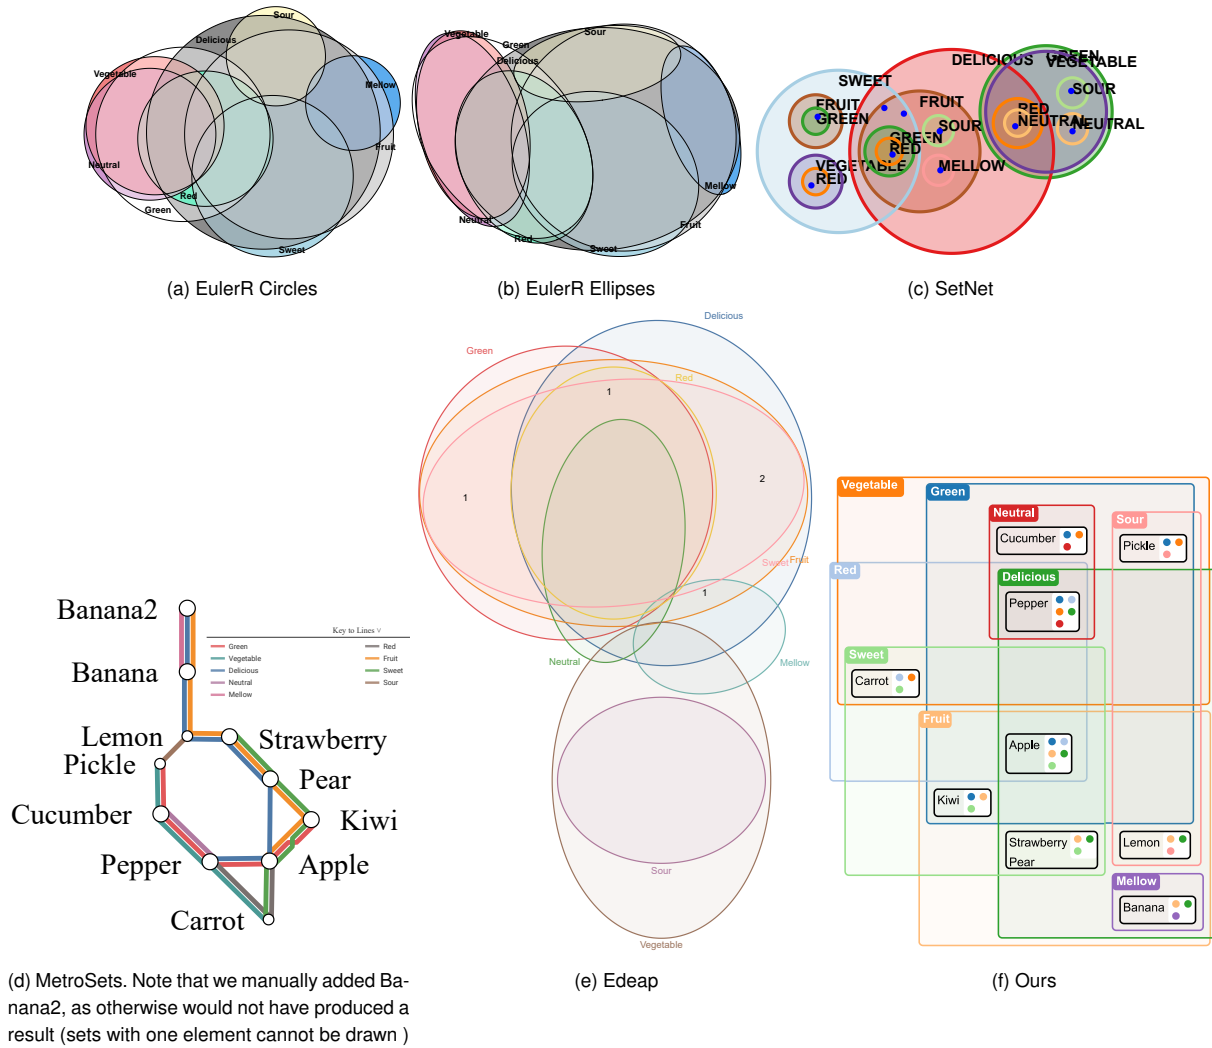 Sour
Delicious
Vegetable
Mellow
Fruit
Neutral
Red
Green
Sweet
(a) EulerR Circles
Vegetable
Sour
Green
Delicious
Mellow
Neutral
Fruit
Red
Sweet
(b) EulerR Ellipses
GREEN
DELICIOUS
VEGETABLE
SWEET
SOUR
FRUIT
FRUIT
RED
GREEN
SOUR
NEUTRAL
NEUTRAL
GREEN
RED
VEGETABLE
MELLOW
RED
(c) SetNet
Banana2
Key to Lines ∨
Green
Red
Vegetable
Fruit
Delicious
Sweet
Neutral
Sour
Mellow
Banana
Lemon
Strawberry
Pickle
Pear
Cucumber
Kiwi
Pepper
Apple
Carrot
(d) MetroSets. Note that we manually added Ba-
nana2, as otherwise would not have produced a
result (sets with one element cannot be drawn )
Delicious
Green
Red
1
2
1
Sweet
Fruit
1
Neutral
Mellow
Sour
Vegetable
(e) Edeap
Vegetable
Green
Neutral
Sour
Cucumber
Pickle
Red
Delicious
Pepper
Sweet
Carrot
Fruit
Apple
Kiwi
Strawberry
Pear
Lemon
Mellow
Banana
(f) Ours